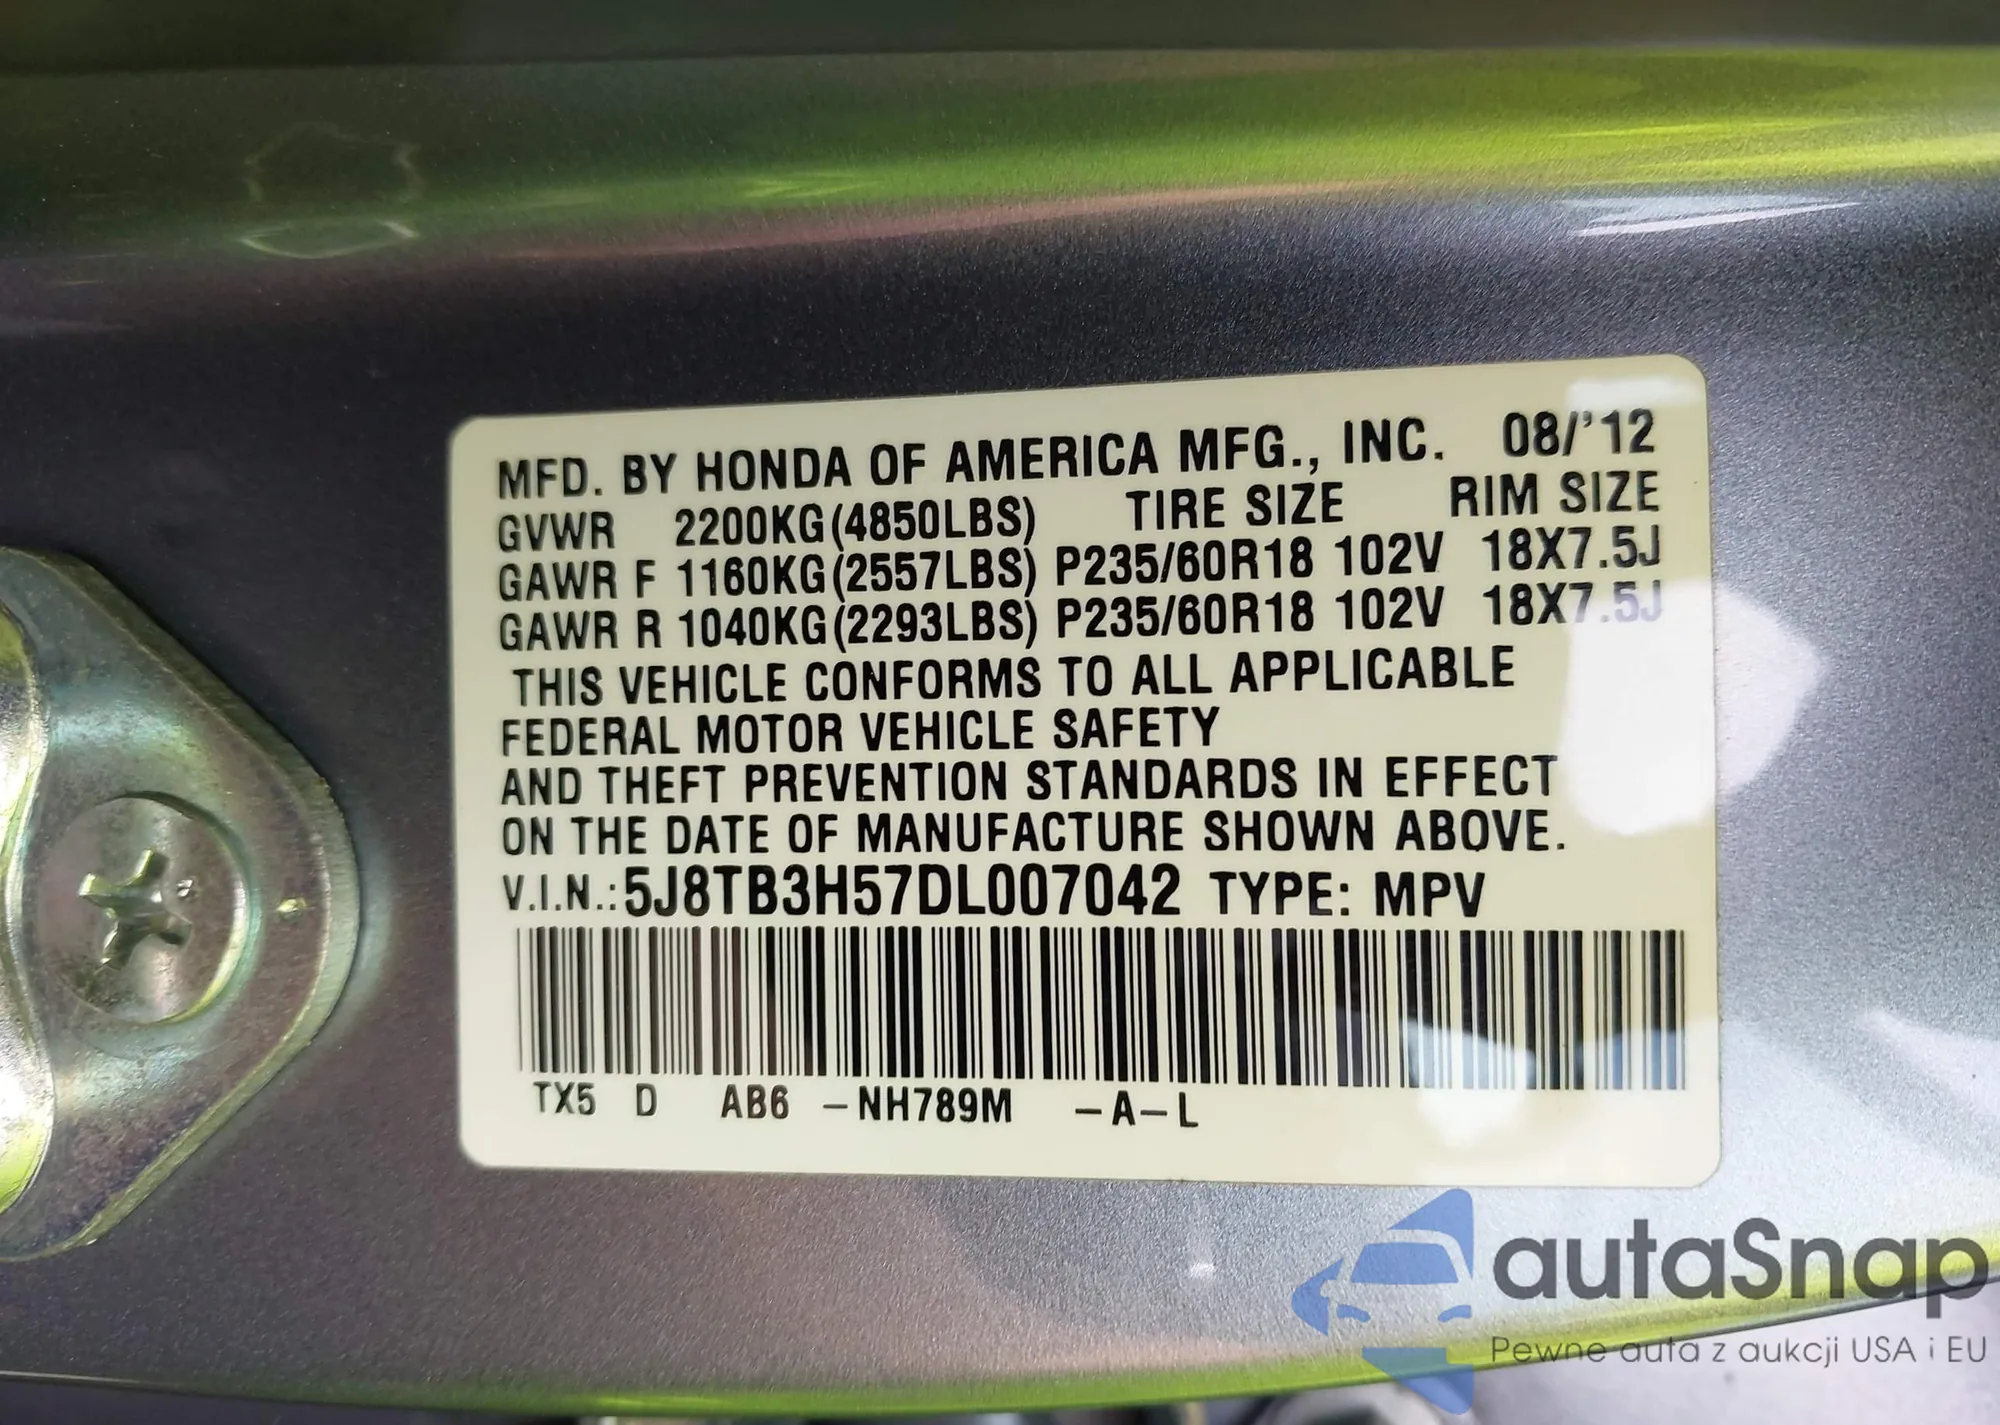 MFD. BY HONDA OF AMERICA MFG., INC. 08/'12
GVWR 2200KG(4850LBS) TIRE SIZE RIM SIZE
GAWR F 1160KG(2557LBS) P235/60R18 102V 18X7.5J
GAWR R 1040KG(2293LBS) P235/60R18 102V 18X7.5J
THIS VEHICLE CONFORMS TO ALL APPLICABLE
FEDERAL MOTOR VEHICLE SAFETY
AND THEFT PREVENTION STANDARDS IN EFFECT
ON THE DATE OF MANUFACTURE SHOWN ABOVE.
V.I.N.:5J8TB3H57DL007042 TYPE: MPV
TX5 D AB6 -NH789M -A-L
autaSnap
Pewne auta z aukcji USA i EU